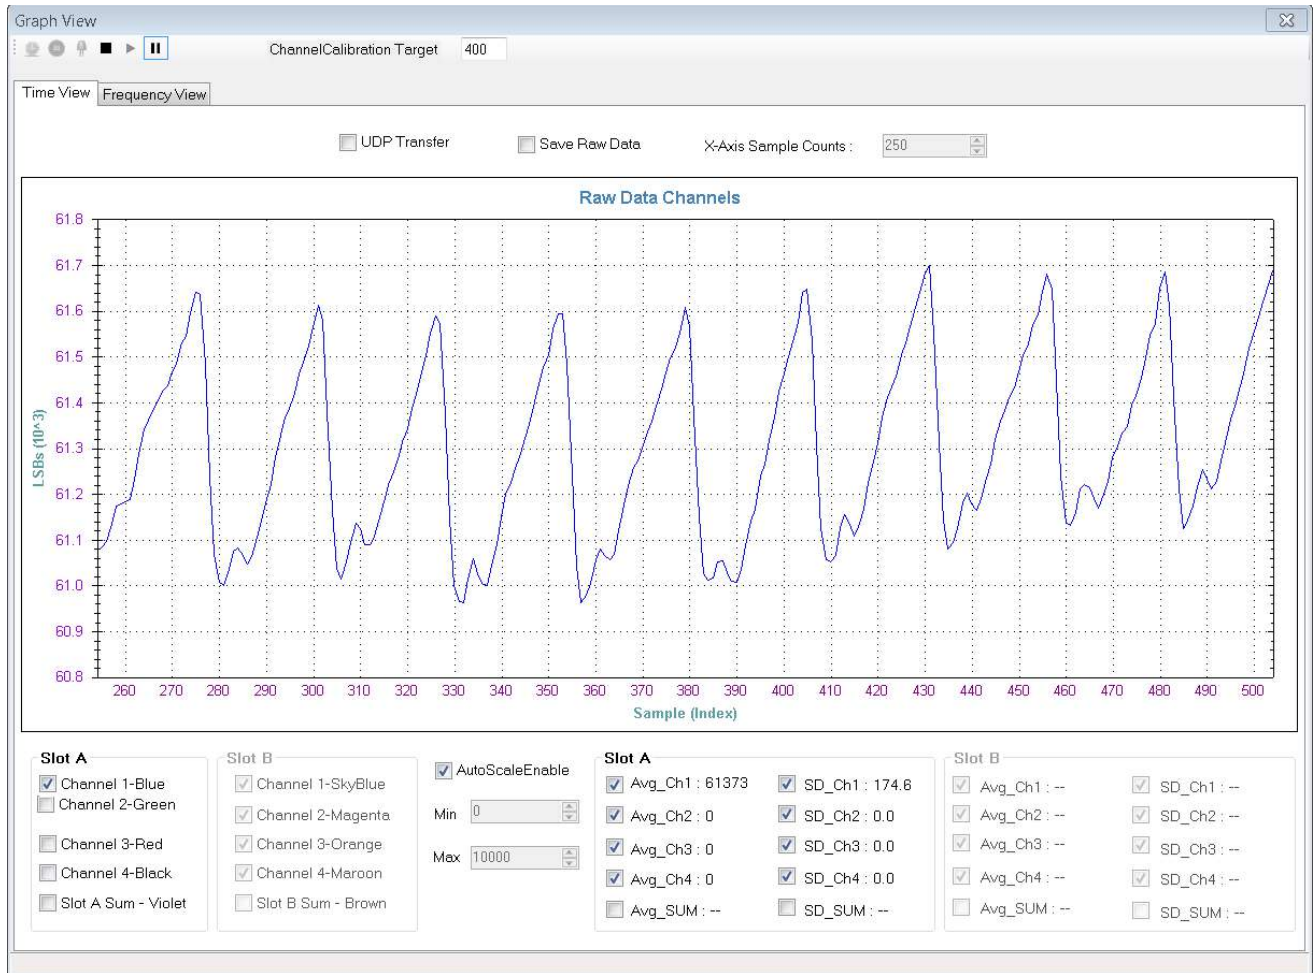 Graph View
ChannelCalibration Target 400
Time View Frequency View
UDP Transfer Save Raw Data X-Axis Sample Counts : 250
Raw Data Channels
61.8
61.7
61.6
61.5
61.4
61.3
61.2
61.1
61.0
60.9
60.8
LSBs (10^3)
260 270 280 290 300 310 320 330 340 350 360 370 380 390 400 410 420 430 440 450 460 470 480 490 500
Sample (Index)
Slot A
Channel 1-Blue
Channel 2-Green
Channel 3-Red
Channel 4-Black
Slot A Sum - Violet
Slot B
Channel 1-SkyBlue
Channel 2-Magenta
Channel 3-Orange
Channel 4-Maroon
Slot B Sum - Brown
AutoScaleEnable
Min 0
Max 10000
Slot A
Avg_Ch1 : 61373 SD_Ch1 : 174.6
Avg_Ch2 : 0 SD_Ch2 : 0.0
Avg_Ch3 : 0 SD_Ch3 : 0.0
Avg_Ch4 : 0 SD_Ch4 : 0.0
Avg_SUM : -- SD_SUM : --
Slot B
Avg_Ch1 : -- SD_Ch1 : --
Avg_Ch2 : -- SD_Ch2 : --
Avg_Ch3 : -- SD_Ch3 : --
Avg_Ch4 : -- SD_Ch4 : --
Avg_SUM : -- SD_SUM : --